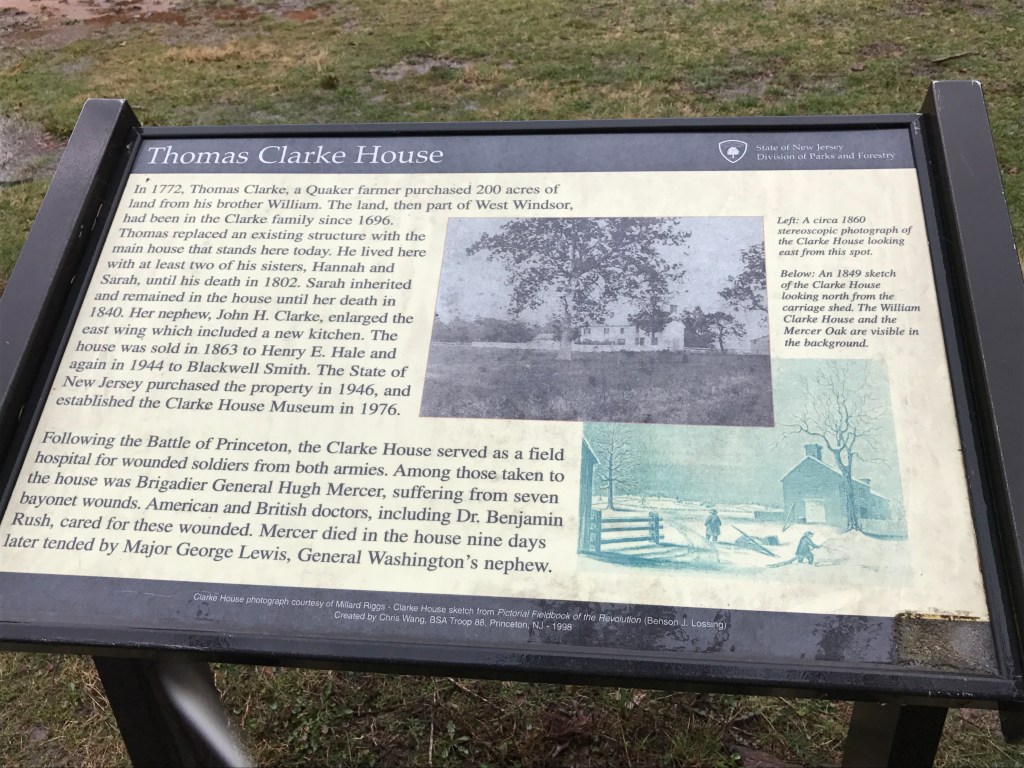 Thomas Clarke House
State of New Jersey
Division of Parks and Forestry
In 1772, Thomas Clarke, a Quaker farmer purchased 200 acres of
land from his brother William. The land, then part of West Windsor,
had been in the Clarke family since 1696.
Thomas replaced an existing structure with the
main house that stands here today. He lived here
with at least two of his sisters, Hannah and
Sarah, until his death in 1802. Sarah inherited
and remained in the house until her death in
1840. Her nephew, John H. Clarke, enlarged the
east wing which included a new kitchen. The
house was sold in 1863 to Henry E. Hale and
again in 1944 to Blackwell Smith. The State of
New Jersey purchased the property in 1946, and
established the Clarke House Museum in 1976.
Following the Battle of Princeton, the Clarke House served as a field
hospital for wounded soldiers from both armies. Among those taken to
the house was Brigadier General Hugh Mercer, suffering from seven
bayonet wounds. American and British doctors, including Dr. Benjamin
Rush, cared for these wounded. Mercer died in the house nine days
later tended by Major George Lewis, General Washington's nephew.
Left: A circa 1860
stereoscopic photograph of
the Clarke House looking
east from this spot.
Below: An 1849 sketch
of the Clarke House
looking north from the
carriage shed. The William
Clarke House and the
Mercer Oak are visible in
the background.
Clarke House photograph courtesy of Millard Riggs - Clarke House sketch from Pictorial Fieldbook of the Revolution (Benson J. Lossing)
Created by Chris Wang, BSA Troop 88, Princeton, NJ - 1998